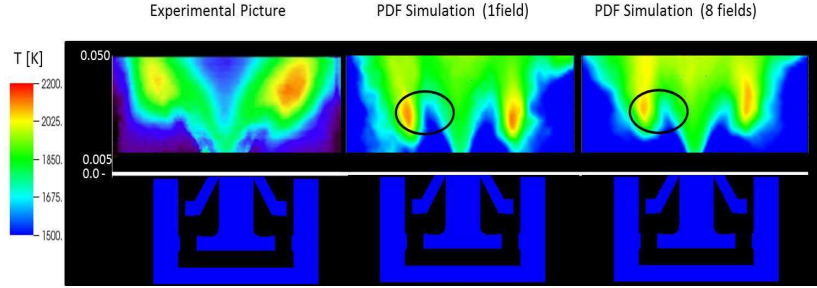 Experimental Picture
PDF Simulation (1field)
PDF Simulation (8 fields)
T [K]
2200.
2025.
1850.
1675.
1500.
0.050
0.005
0.0 -